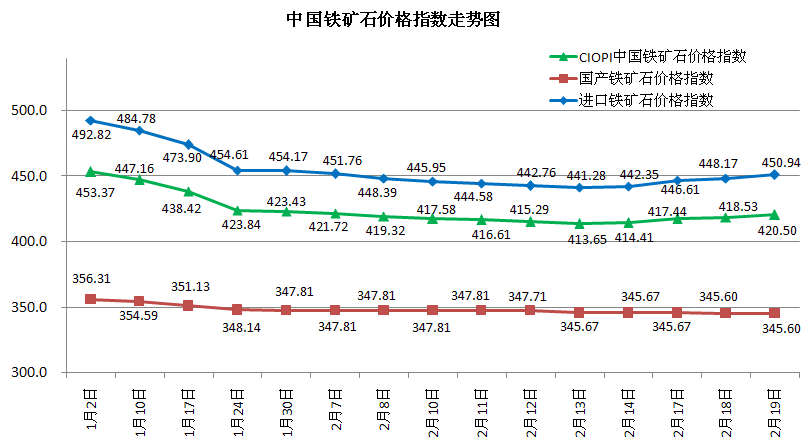 中国铁矿石价格指数走势图
CIOPI中国铁矿石价格指数
国产铁矿石价格指数
进口铁矿石价格指数
500.0
450.0
400.0
350.0
300.0
492.82
484.78
473.90
454.61
454.17
451.76
448.39
445.95
444.58
442.76
441.28
442.35
446.61
448.17
450.94
453.37
447.16
438.42
423.84
423.43
421.72
419.32
417.58
416.61
415.29
413.65
414.41
417.44
418.53
420.50
356.31
354.59
351.13
348.14
347.81
347.81
347.81
347.81
347.81
347.71
345.67
345.67
345.67
345.60
345.60
1月2日
1月10日
1月17日
1月24日
1月30日
2月7日
2月8日
2月10日
2月11日
2月12日
2月13日
2月14日
2月17日
2月18日
2月19日